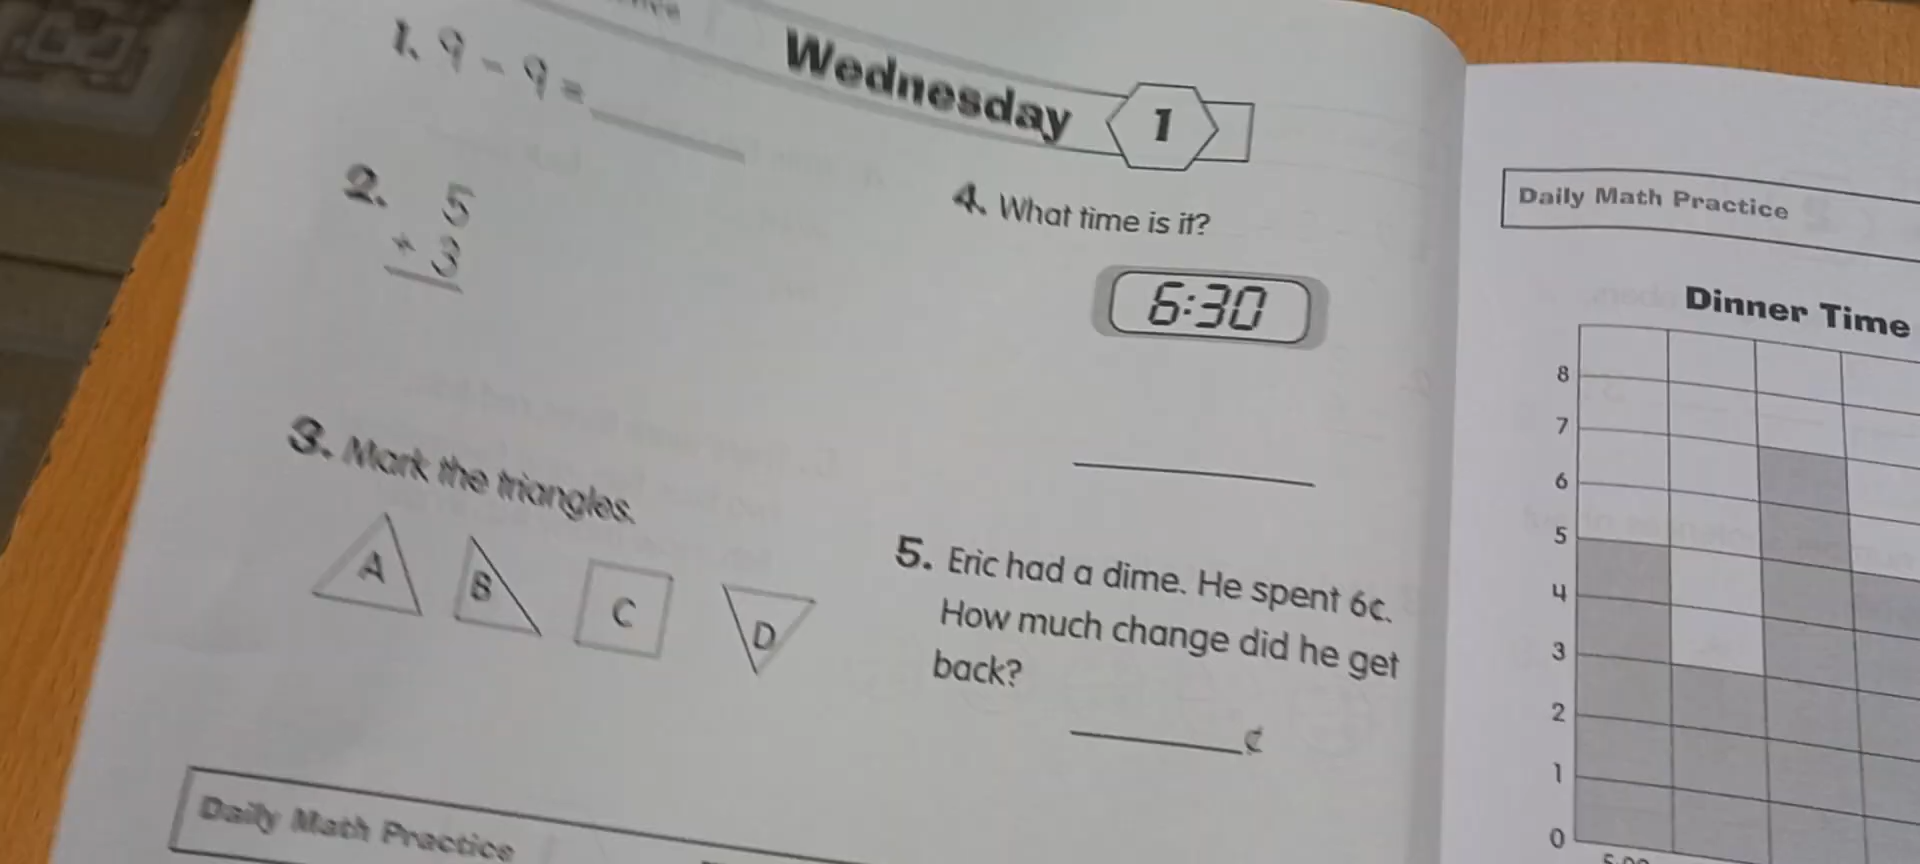 Wednesday 1
1. 9 - 9 =
2. 5
+ 3
3. Mark the triangles.
A B C D
4. What time is it?
6:30
5. Eric had a dime. He spent 6¢.
How much change did he get
back?
¢
Daily Math Practice
Daily Math Practice
Dinner Time
8
7
6
5
4
3
2
1
0